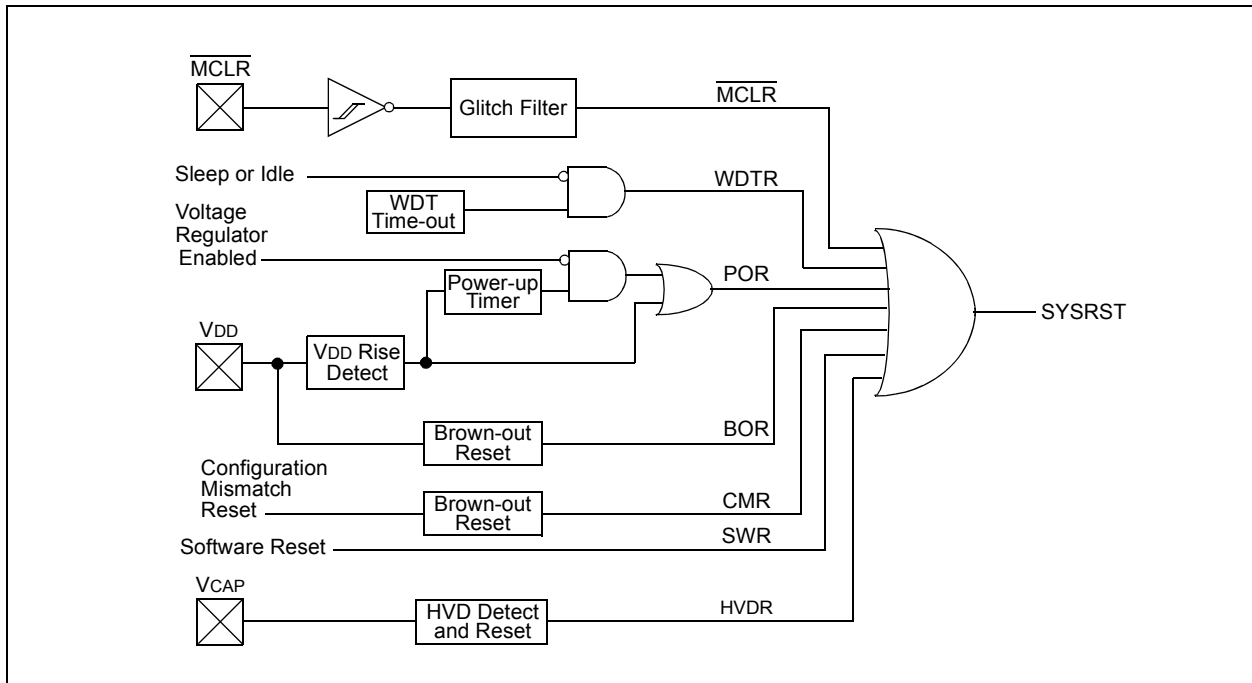 MCLR
Glitch Filter
MCLR
Sleep or Idle
WDT
Time-out
WDTR
Voltage
Regulator
Enabled
Power-up
Timer
POR
VDD
VDD Rise
Detect
SYSRST
Brown-out
Reset
BOR
Configuration
Mismatch
Reset
Brown-out
Reset
CMR
Software Reset
SWR
VCAP
HVD Detect
and Reset
HVDR